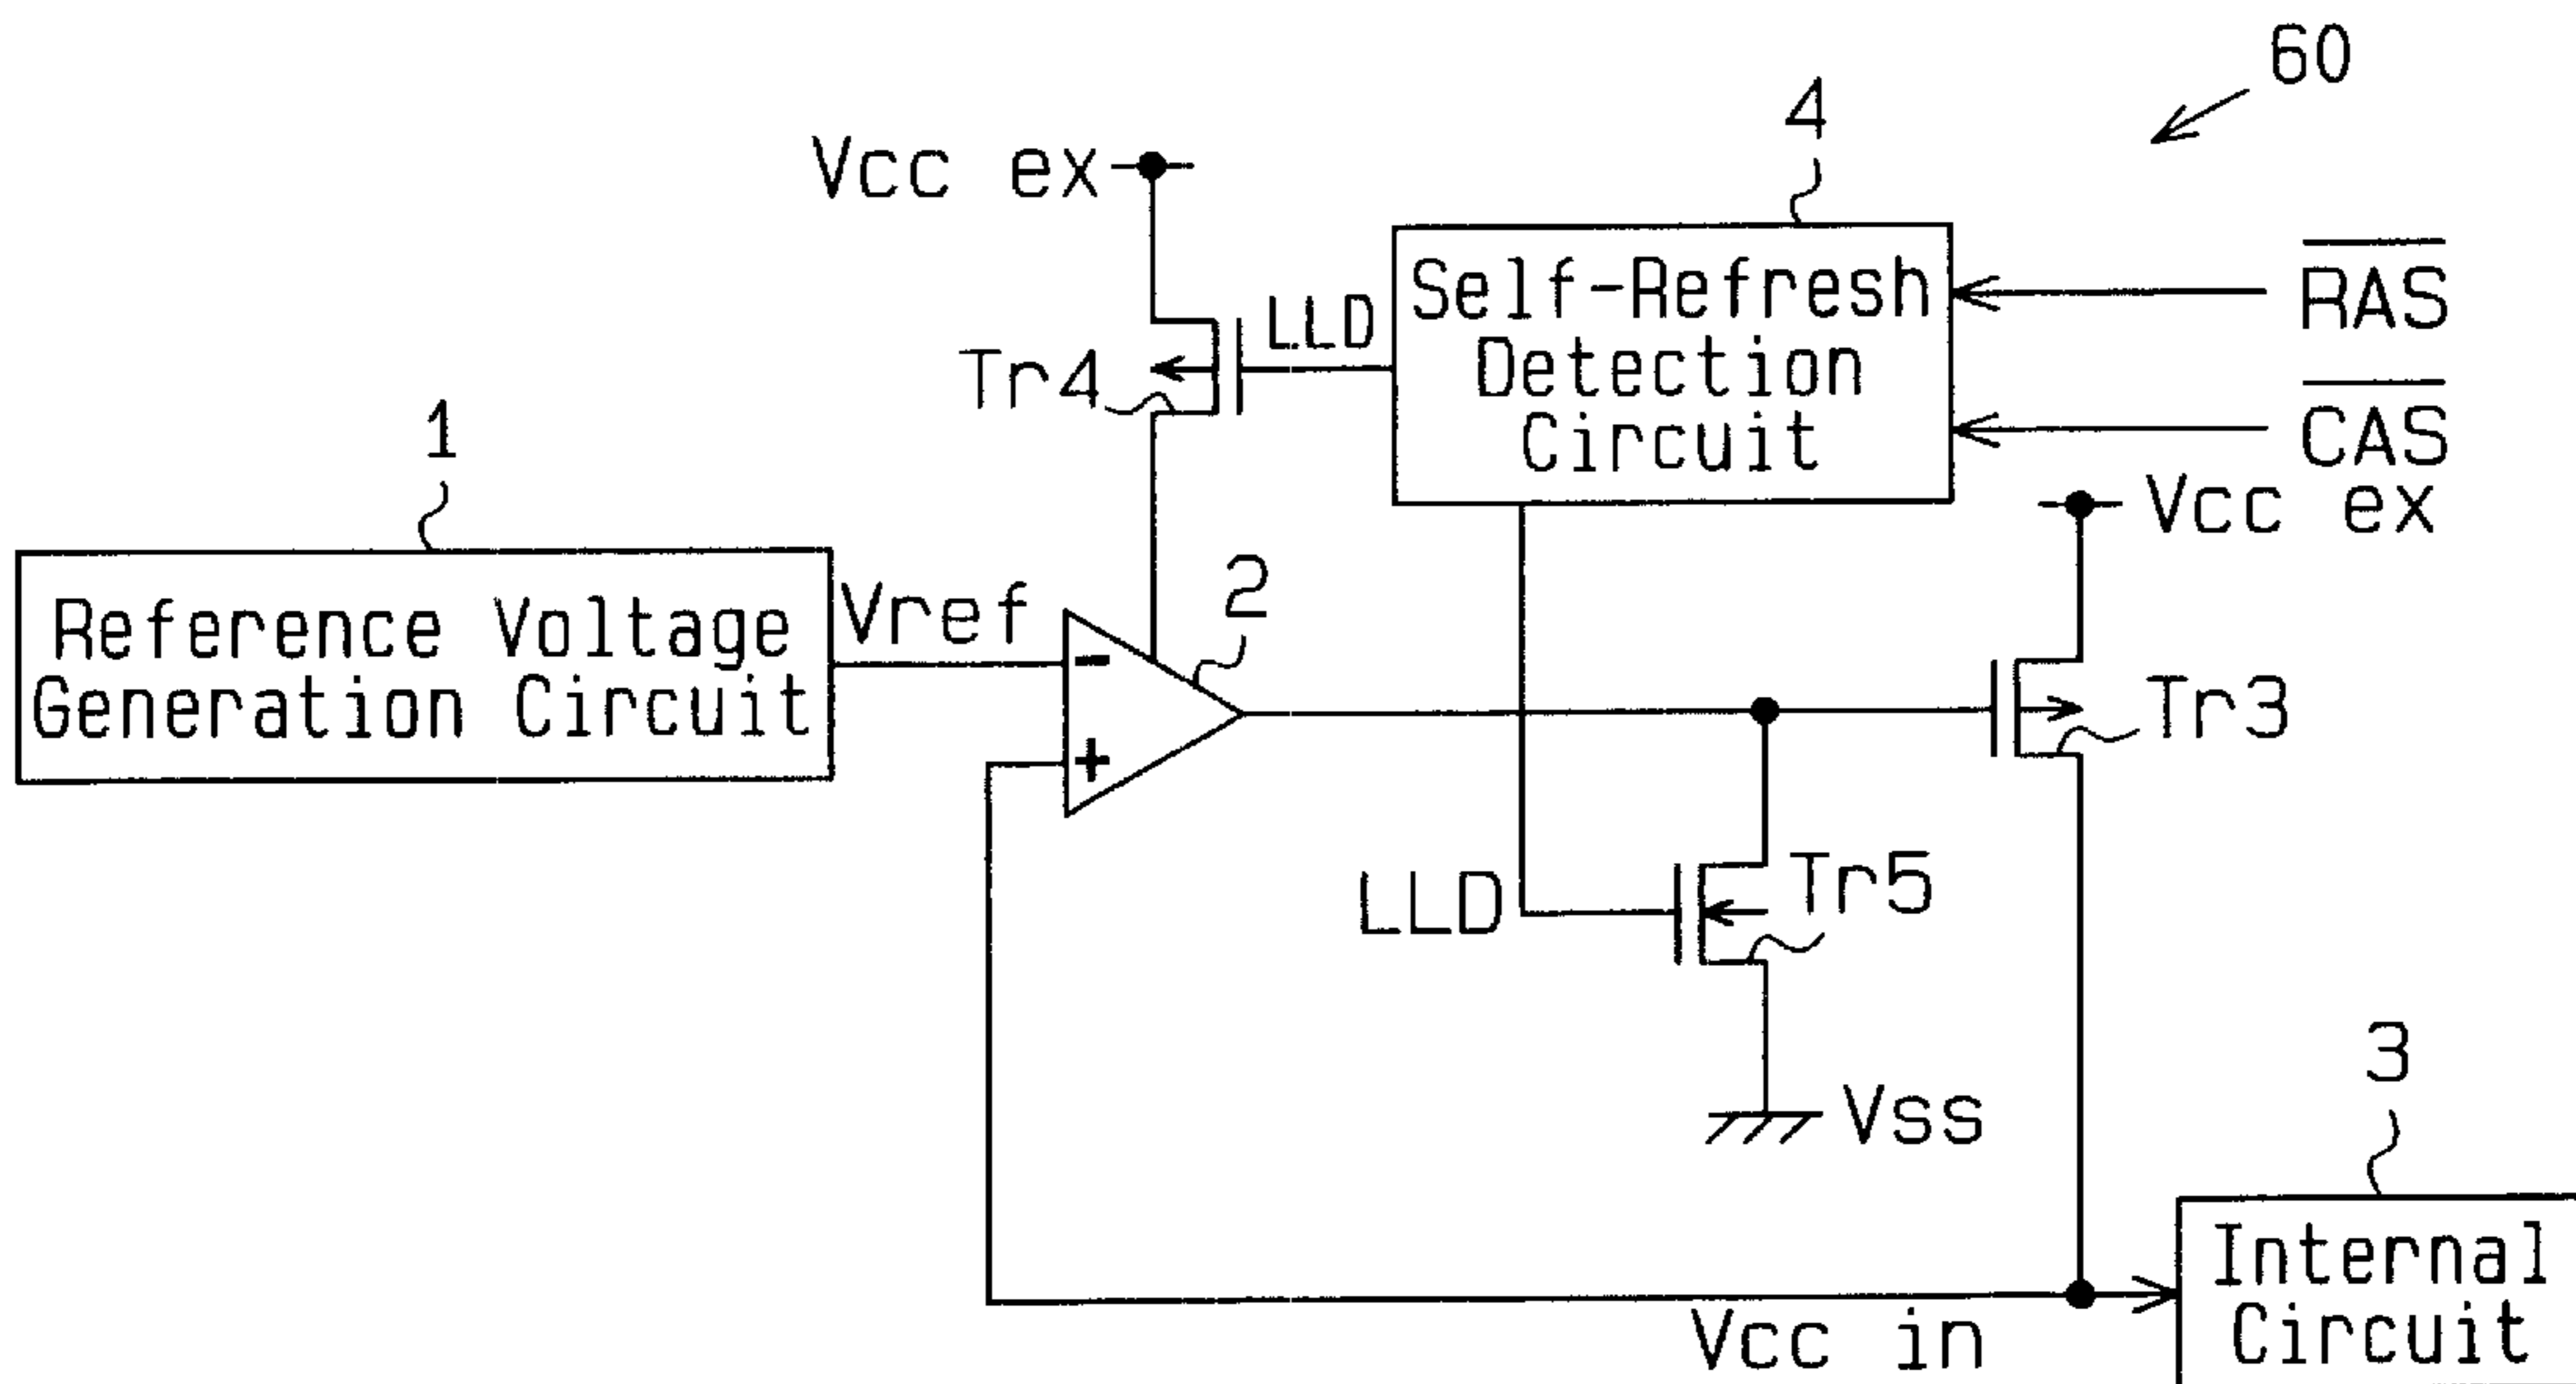 60
4
Vcc ex
Self-Refresh
Detection
Circuit
RAS
CAS
LLD
Tr4
1
Vcc ex
Reference Voltage
Generation Circuit
Vref
2
-
+
Tr3
LLD
Tr5
Vss
3
Internal
Circuit
Vcc in